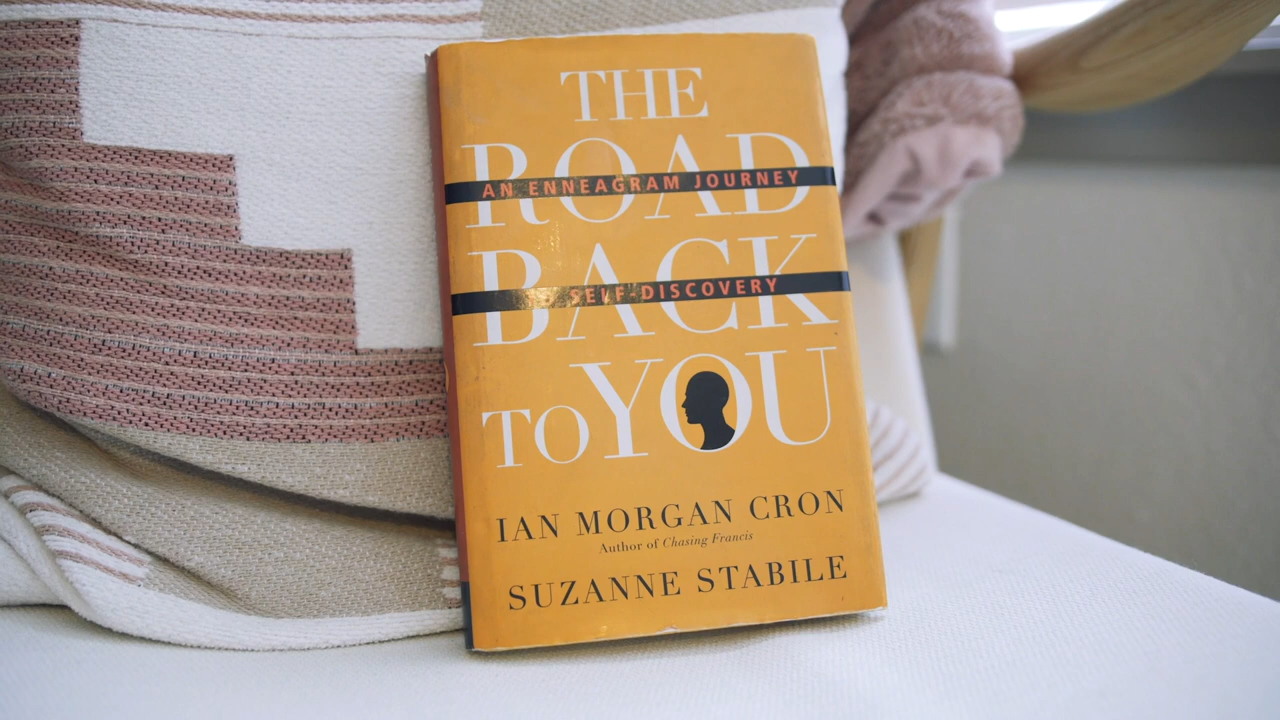 THE
ROAD
AN ENNEAGRAM JOURNEY
BACK
SELF-DISCOVERY
TO YOU
IAN MORGAN CRON
Author of Chasing Francis
SUZANNE STABILE